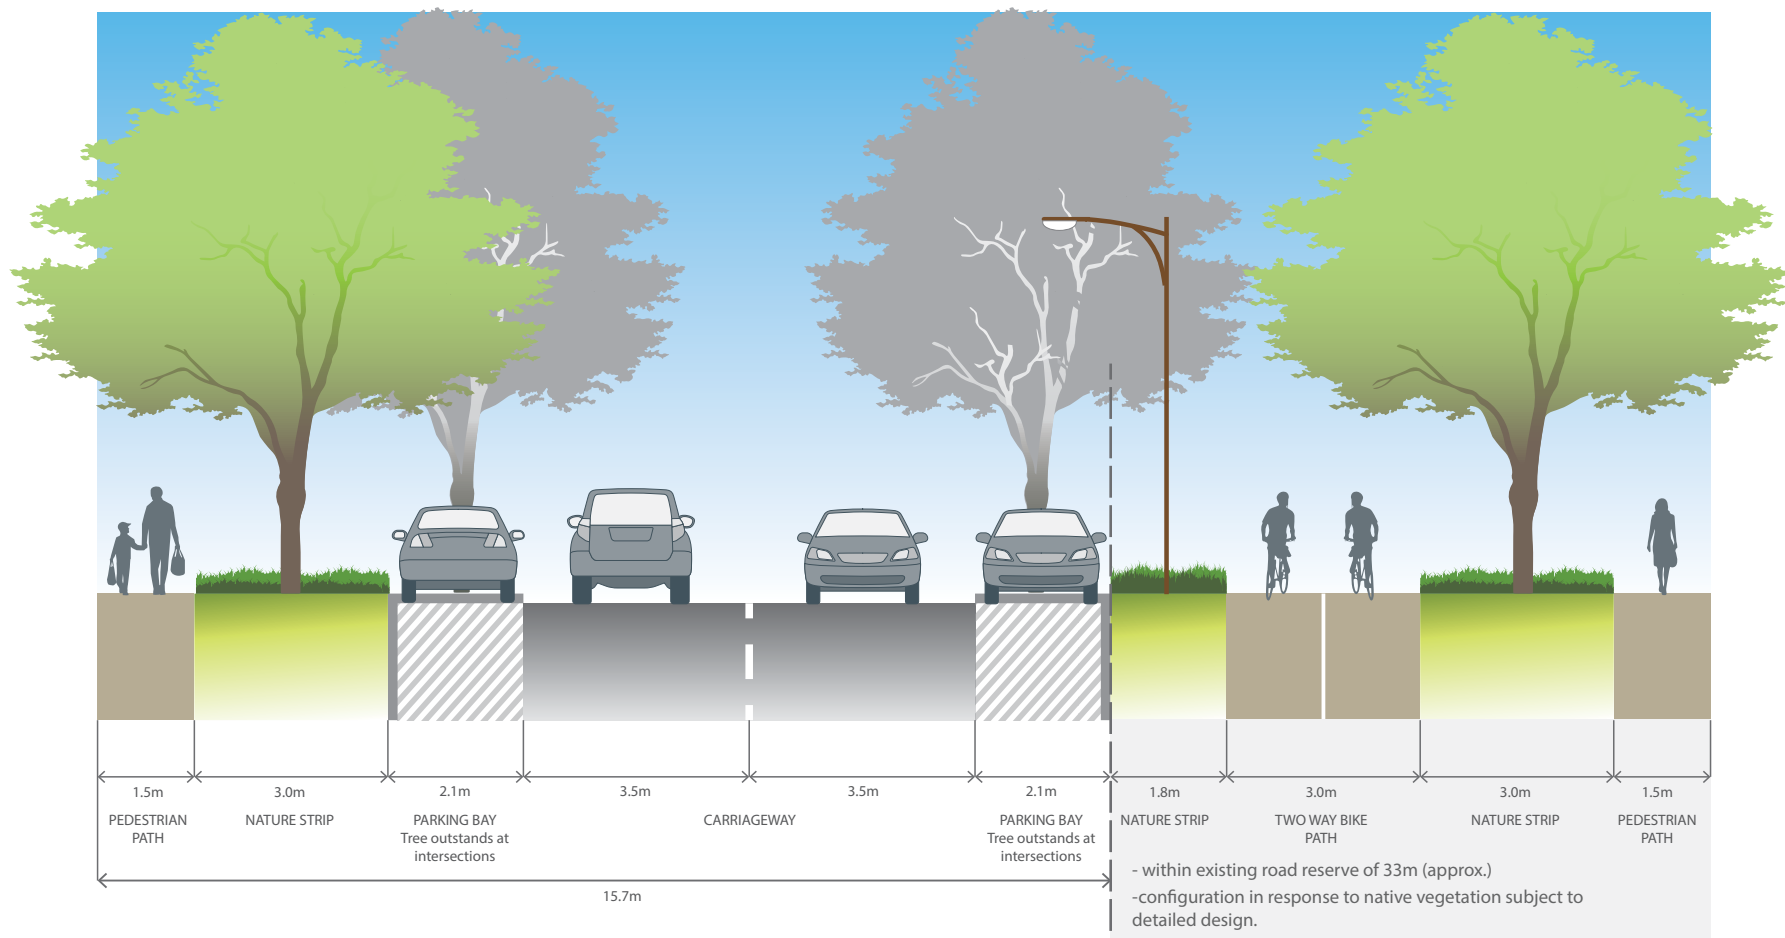 1.5m
3.0m
2.1m
3.5m
3.5m
2.1m
1.8m
3.0m
3.0m
1.5m
PEDESTRIAN
PATH
NATURE STRIP
PARKING BAY
Tree outstands at
intersections
CARRIAGEWAY
PARKING BAY
Tree outstands at
intersections
NATURE STRIP
TWO WAY BIKE
PATH
NATURE STRIP
PEDESTRIAN
PATH
15.7m
- within existing road reserve of 33m (approx.)
-configuration in response to native vegetation subject to
detailed design.